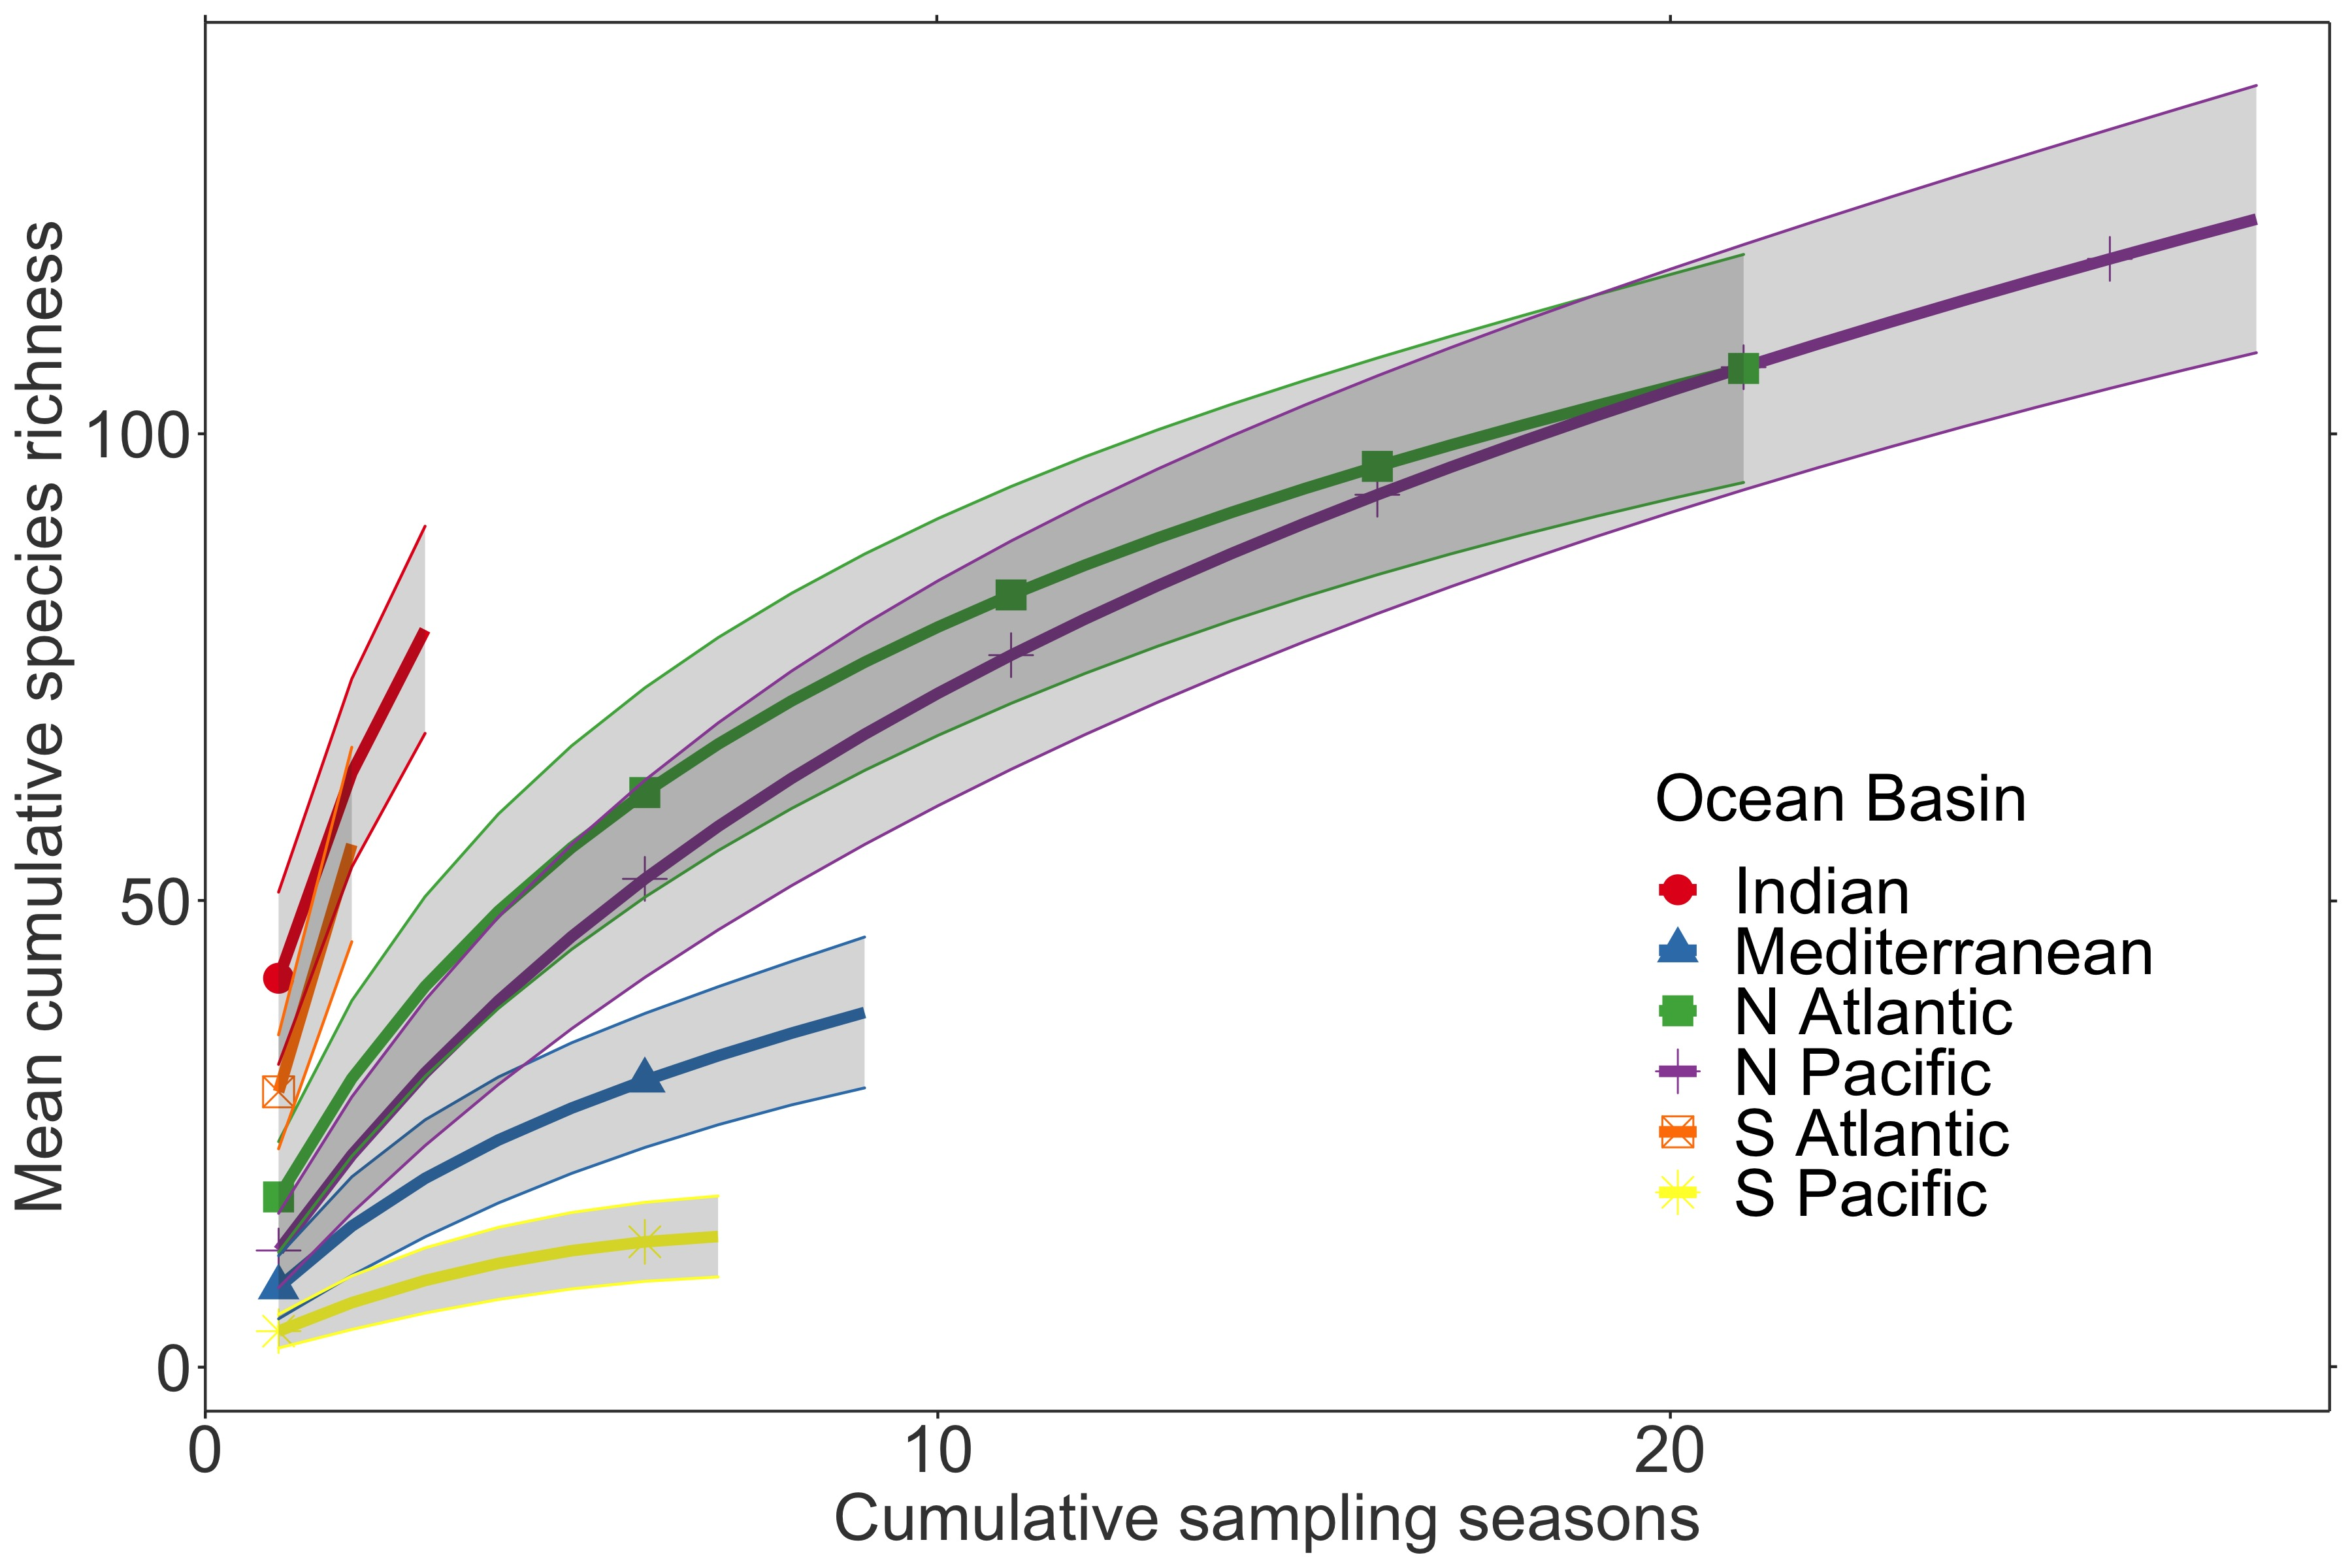 Mean cumulative species richness
100
50
0
0
10
20
Cumulative sampling seasons
Ocean Basin
Indian
Mediterranean
N Atlantic
N Pacific
S Atlantic
S Pacific